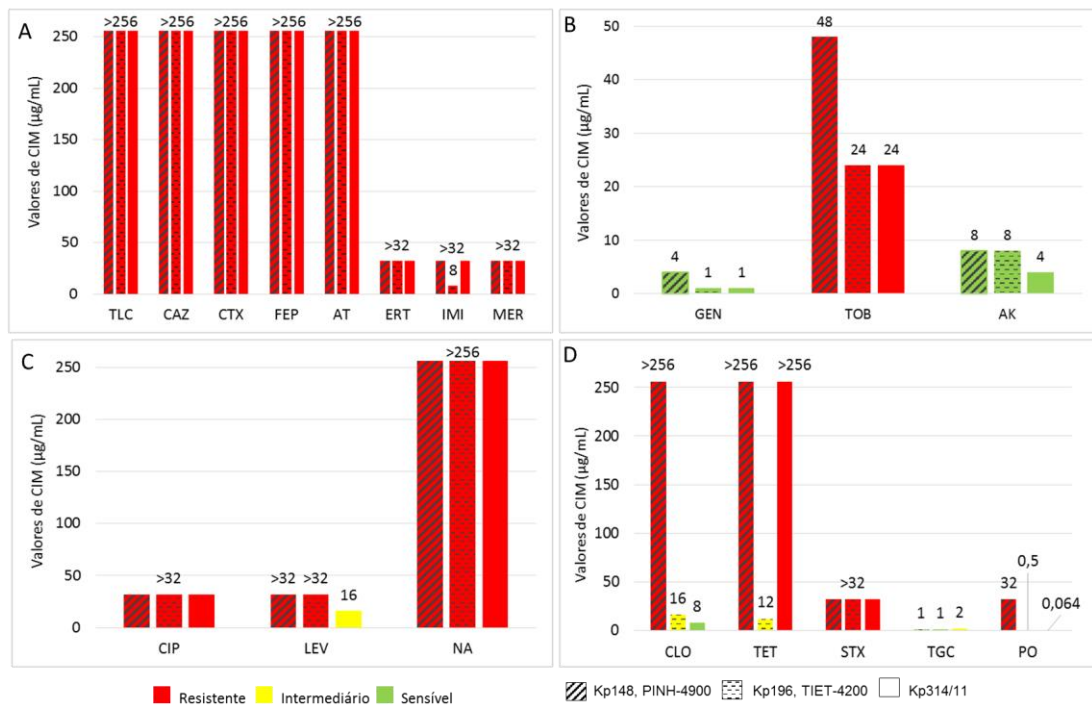 A
Valores de CIM (µg/mL)
250
200
150
100
50
0
>256 >256 >256 >256 >256
>32 >32 >32
8
TLC CAZ CTX FEP AT ERT IMI MER
B
Valores de CIM (µg/mL)
50
40
30
20
10
0
48
24 24
4 1 1
8 8 4
GEN TOB AK
C
Valores de CIM (µg/mL)
250
200
150
100
50
0
>256
>32 >32 >32
16
CIP LEV NA
D
Valores de CIM (µg/mL)
250
200
150
100
50
0
>256 >256 >256
16 8 12
>32
1 1 2
32
0,5
0,064
CLO TET STX TGC PO
Resistente Intermediário Sensível
Kp148, PINH-4900 Kp196, TIET-4200 Kp314/11